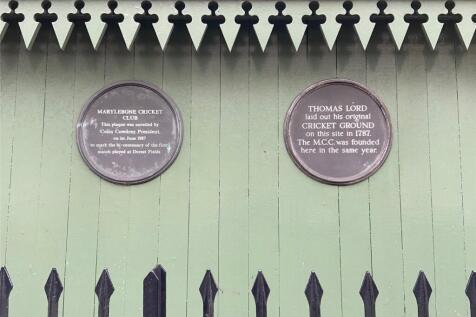 MARYLEBONE CRICKET
CLUB
This plaque was unveiled by
Colin Cowdrey, President,
on 1st June 1987
to mark the bi-centenary of the first
match played at Dorset Fields
THOMAS LORD
laid out his original
CRICKET GROUND
on this site in 1787.
The M.C.C. was founded
here in the same year.